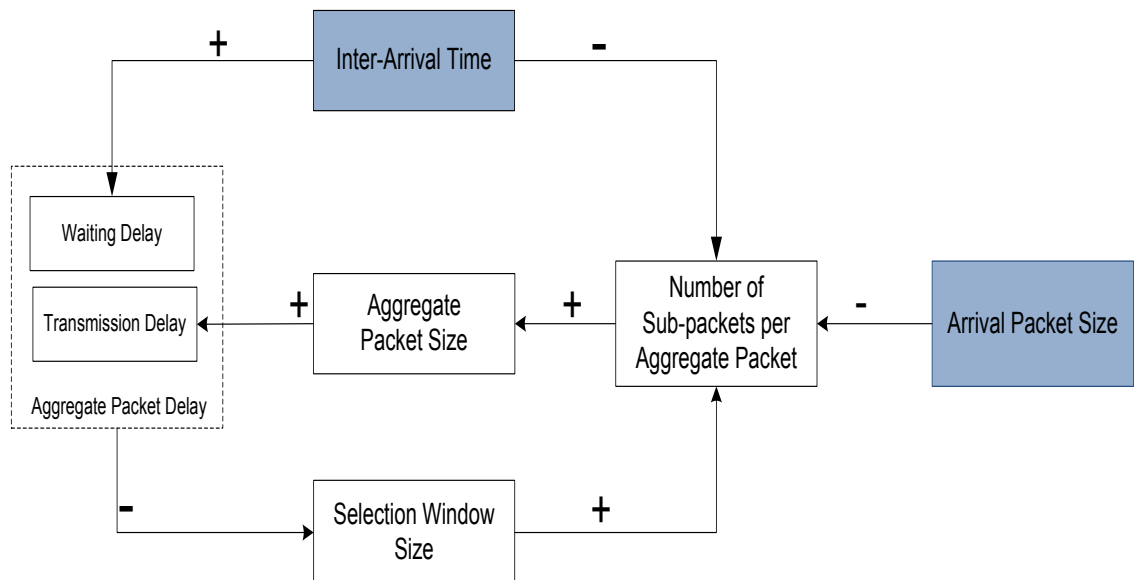 +
Inter-Arrival Time
-
Waiting Delay
Transmission Delay
Aggregate Packet Delay
+
Aggregate
Packet Size
+
Number of
Sub-packets per
Aggregate Packet
-
Arrival Packet Size
-
Selection Window
Size
+